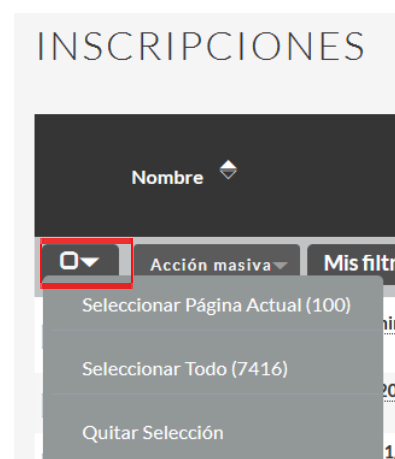 INSCRIPCIONES
Nombre
Acción masiva
Mis filtr
Seleccionar Página Actual (100)
Seleccionar Todo (7416)
Quitar Selección